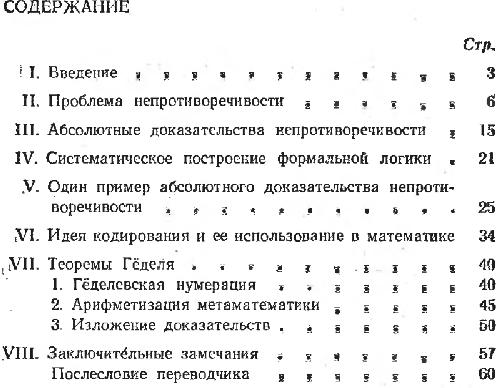 СОДЕРЖАНИЕ
Стр.
I. Введение . . . . . . . . . . . 3
II. Проблема непротиворечивости . . . . . 6
III. Абсолютные доказательства непротиворечивости . 15
IV. Систематическое построение формальной логики . 21
V. Один пример абсолютного доказательства непроти-
воречивости . . . . . . . . . . 25
VI. Идея кодирования и ее использование в математике 34
VII. Теоремы Гёделя . . . . . . . . . . 40
1. Гёделевская нумерация . . . . . . . 40
2. Арифметизация метаматематики . . . . . 45
3. Изложение доказательств . . . . . . . 50
VIII. Заключительные замечания . . . . . . . 57
Послесловие переводчика . . . . . . . 60